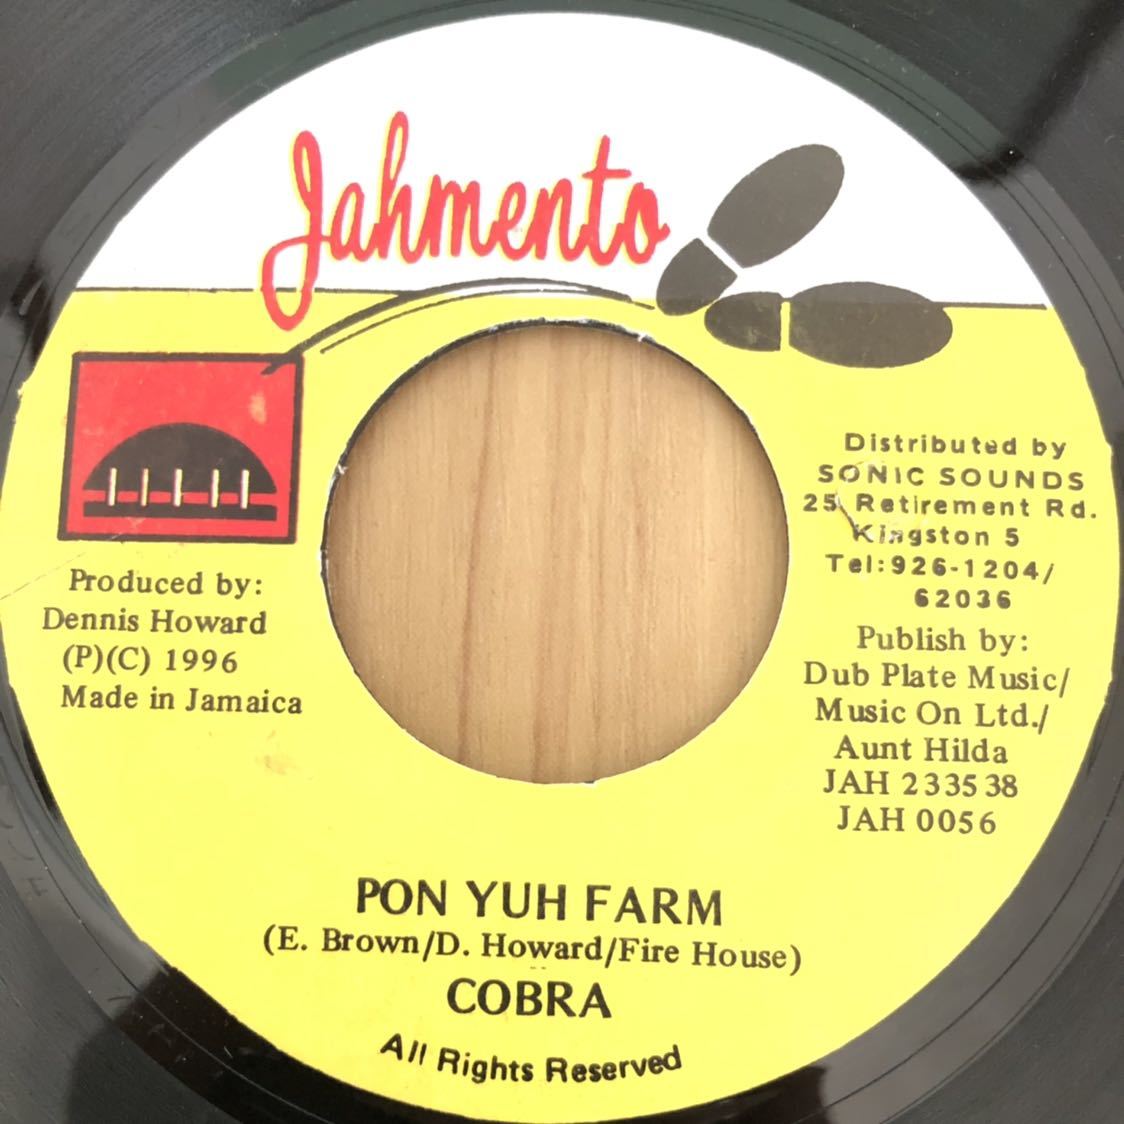 Jahmento
Distributed by
SONIC SOUNDS
25 Retirement Rd.
Kingston 5
Tel:926-1204/
62036
Publish by:
Dub Plate Music/
Music On Ltd./
Aunt Hilda
JAH 233538
JAH 0056
Produced by:
Dennis Howard
(P)(C) 1996
Made in Jamaica
PON YUH FARM
(E. Brown/D. Howard/Fire House)
COBRA
All Rights Reserved